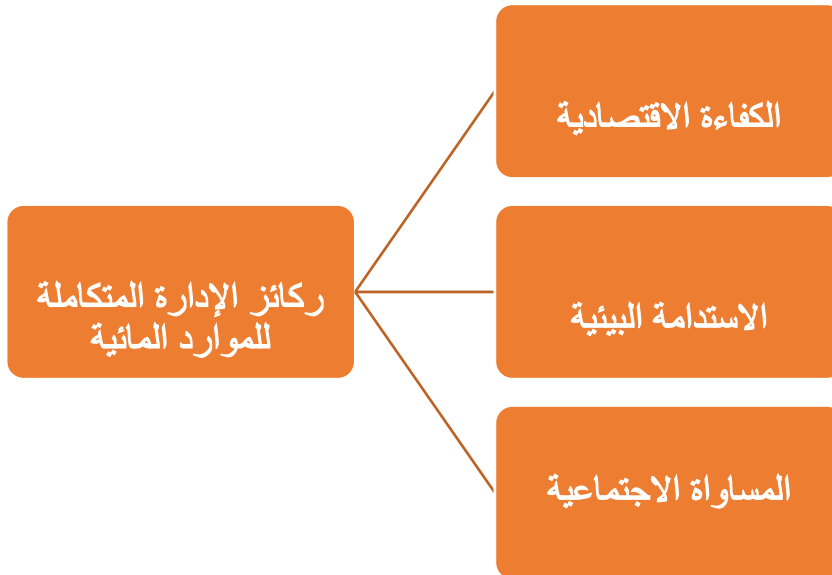 ركائز الإدارة المتكاملة
للموارد المائية
الكفاءة الاقتصادية
الاستدامة البيئية
المساواة الاجتماعية